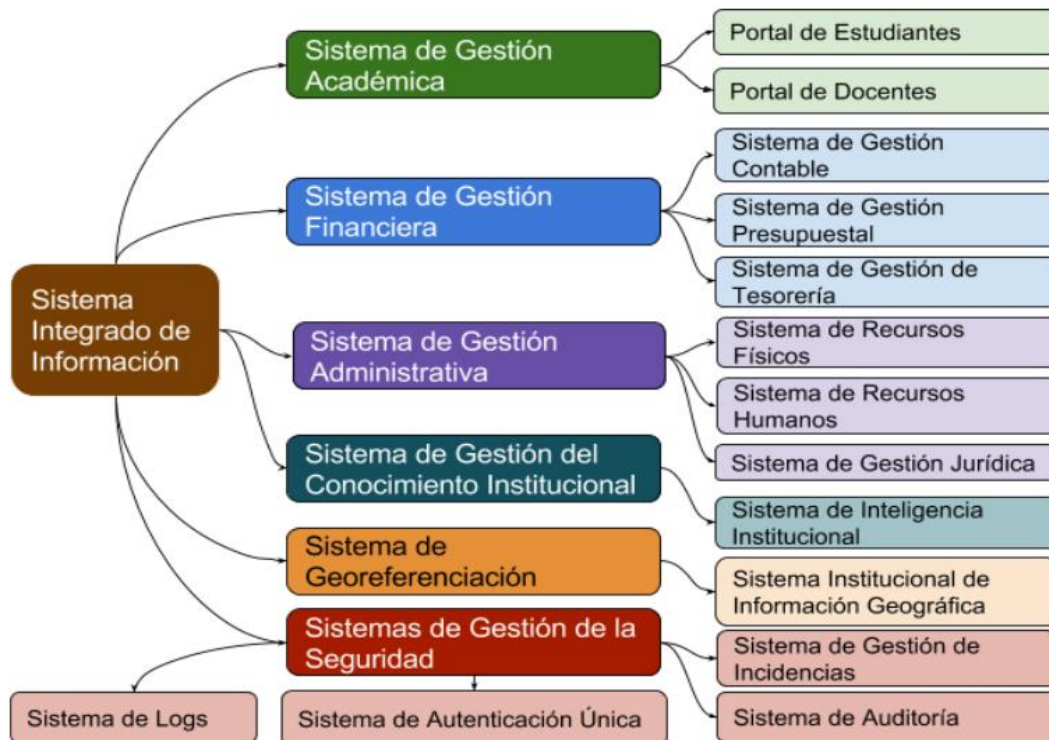 Sistema
Integrado de
Información
Sistema de Gestión
Académica
Portal de Estudiantes
Portal de Docentes
Sistema de Gestión
Financiera
Sistema de Gestión
Contable
Sistema de Gestión
Presupuestal
Sistema de Gestión de
Tesorería
Sistema de Gestión
Administrativa
Sistema de Recursos
Físicos
Sistema de Recursos
Humanos
Sistema de Gestión Jurídica
Sistema de Gestión del
Conocimiento Institucional
Sistema de Inteligencia
Institucional
Sistema de
Georeferenciación
Sistema Institucional de
Información Geográfica
Sistemas de Gestión de la
Seguridad
Sistema de Gestión de
Incidencias
Sistema de Logs
Sistema de Autenticación Única
Sistema de Auditoría